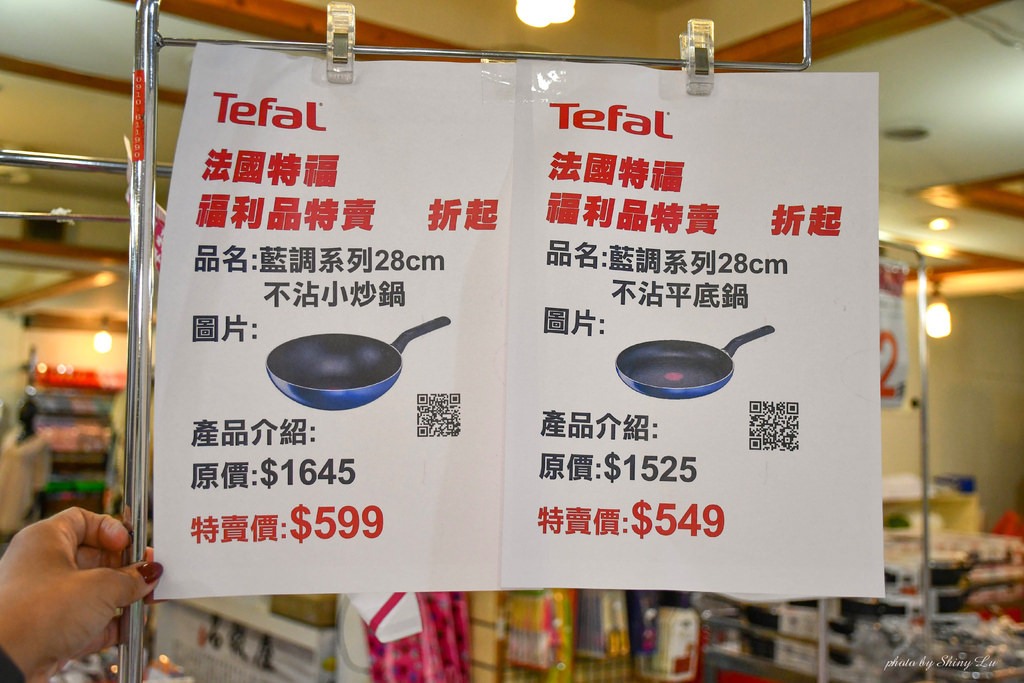 Tefal
法國特福
福利品特賣 折起
品名:藍調系列28cm
不沾小炒鍋
圖片:
產品介紹:
原價:$1645
特賣價:$599
Tefal
法國特福
福利品特賣 折起
品名:藍調系列28cm
不沾平底鍋
圖片:
產品介紹:
原價:$1525
特賣價:$549
2
photo by Shiny Lu